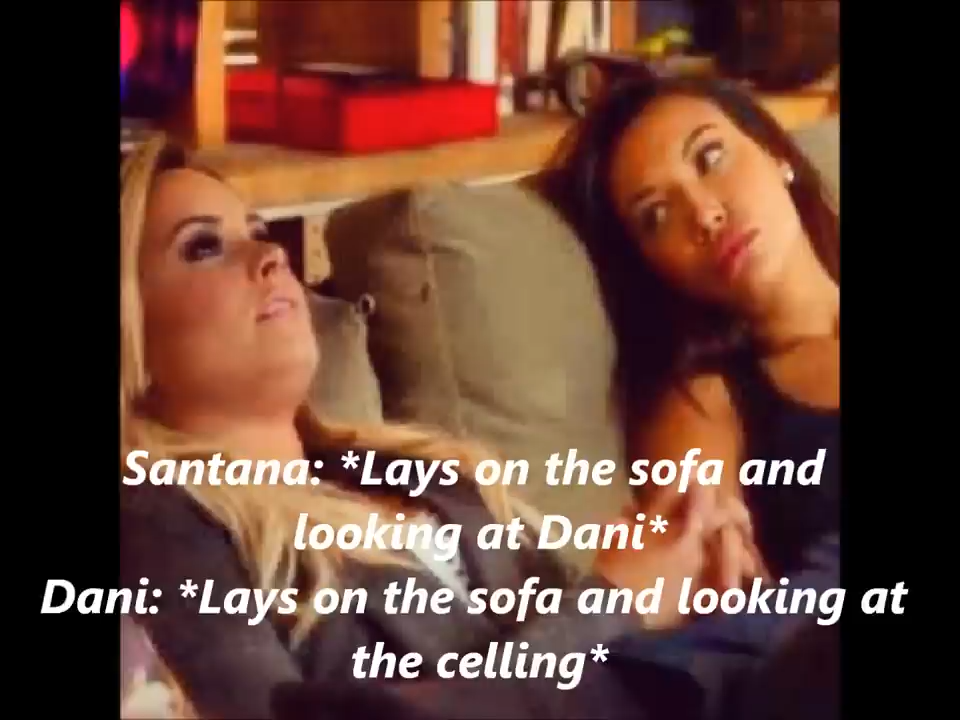 Santana: *Lays on the sofa and
looking at Dani*
Dani: *Lays on the sofa and looking at
the celling*